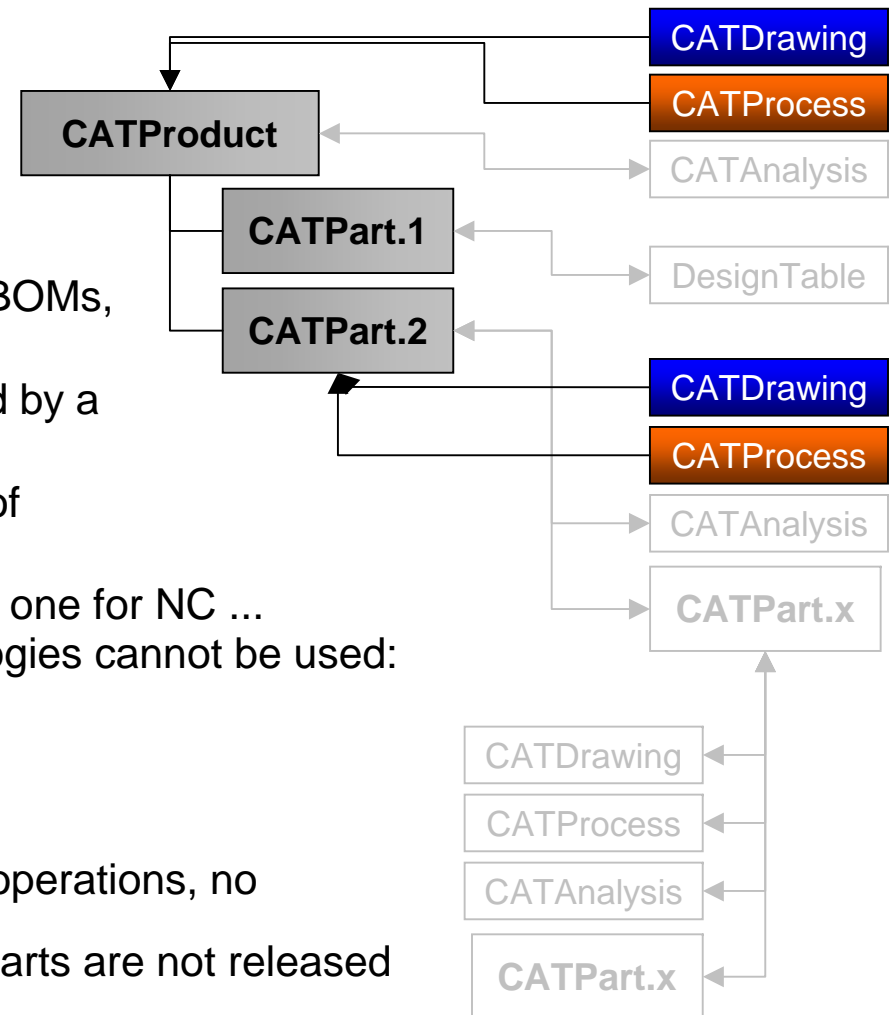 CATDrawing
CATProcess
CATProduct
CATAnalysis
CATPart.1
DesignTable
BOMs,
CATPart.2
CATDrawing
d by a
CATProcess
of
CATAnalysis
one for NC ...
CATPart.x
ogies cannot be used:
CATDrawing
CATProcess
operations, no
CATAnalysis
arts are not released
CATPart.x